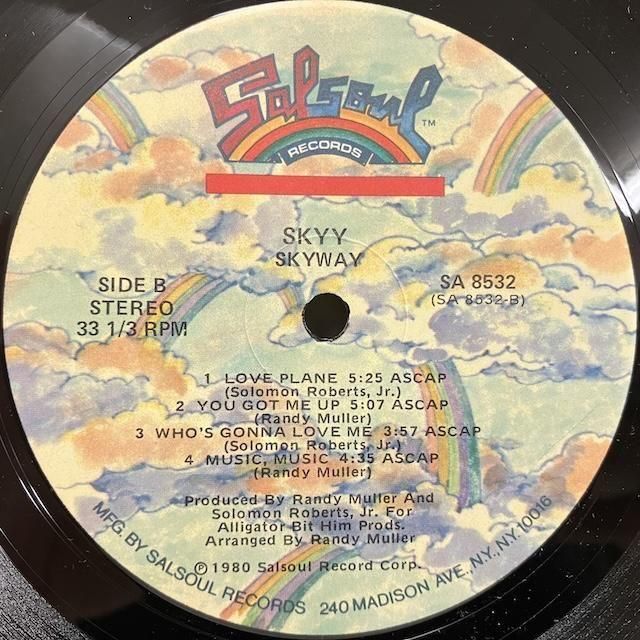 Salsoul
TM
RECORDS
SKYY
SKYWAY
SIDE B
STEREO
33 1/3 RPM
SA 8532
(SA 8532-B)
1 LOVE PLANE 5:25 ASCAP
(Solomon Roberts, Jr.)
2 YOU GOT ME UP 5:07 ASCAP
(Randy Muller)
3 WHO'S GONNA LOVE ME 3:57 ASCAP
(Solomon Roberts, Jr.)
4 MUSIC, MUSIC 4:35 ASCAP
(Randy Muller)
Produced By Randy Muller And
Solomon Roberts, Jr. For
Alligator Bit Him Prods.
Arranged By Randy Muller
℗ 1980 Salsoul Record Corp.
MFG. BY SALSOUL RECORDS 240 MADISON AVE., N.Y., N.Y. 10016